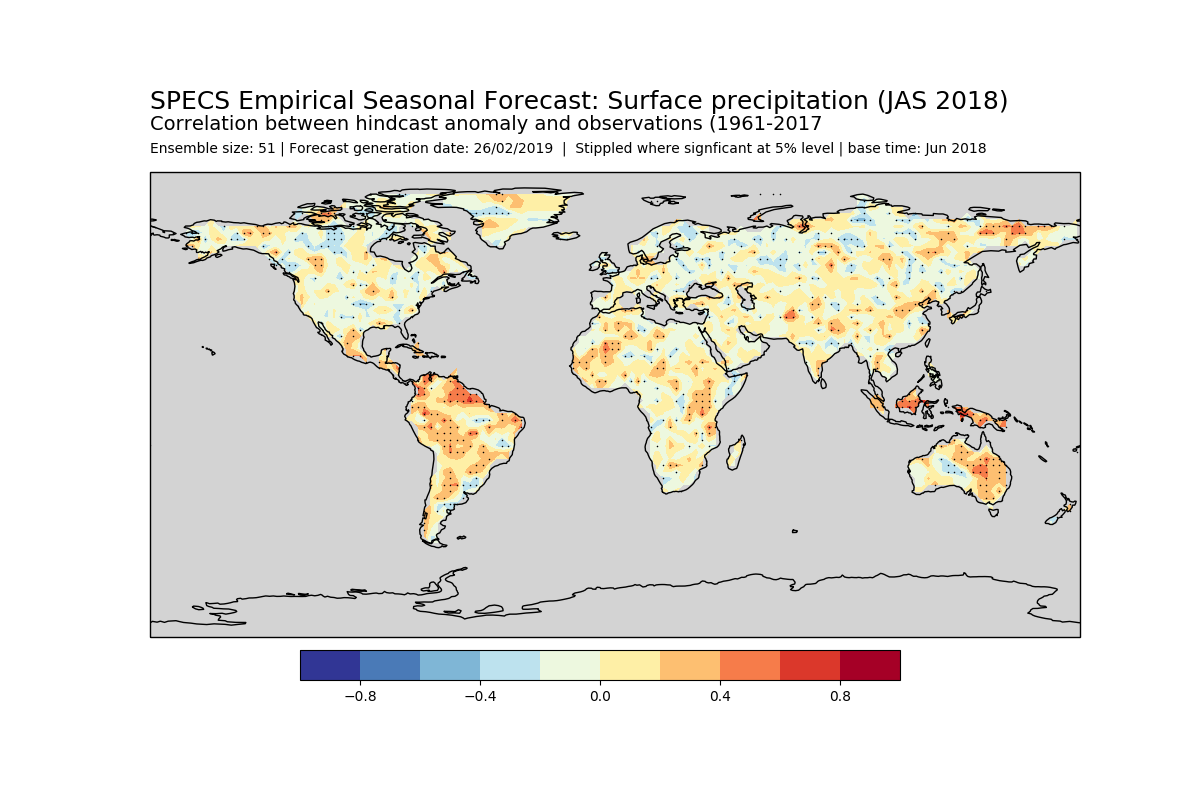 SPECS Empirical Seasonal Forecast: Surface precipitation (JAS 2018)
Correlation between hindcast anomaly and observations (1961-2017
Ensemble size: 51 | Forecast generation date: 26/02/2019  |  Stippled where signficant at 5% level | base time: Jun 2018
−0.8 −0.4 0.0 0.4 0.8